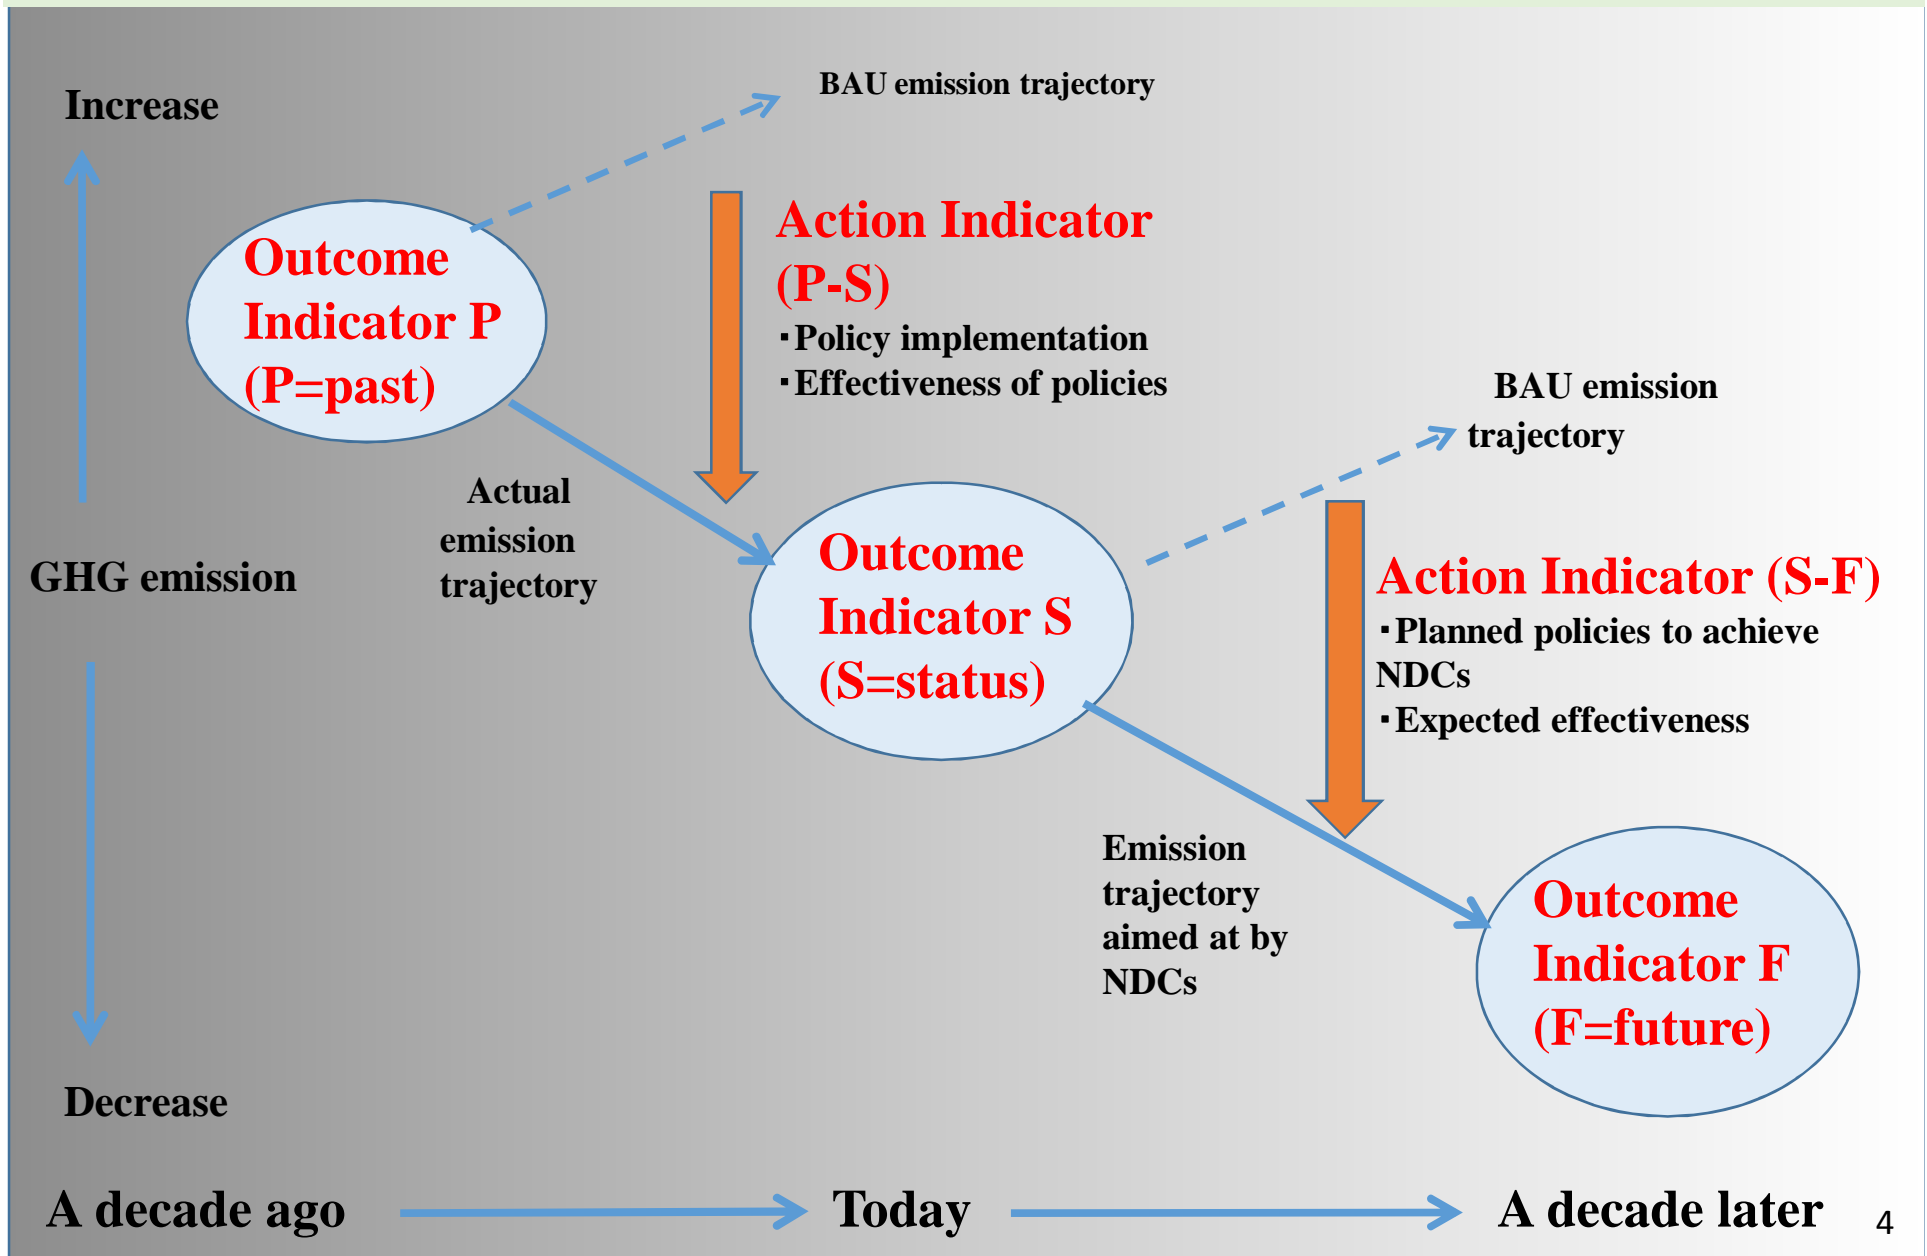 BAU emission trajectory
Increase
Outcome
Indicator P
(P=past)
Action Indicator
(P-S)
・Policy implementation
・Effectiveness of policies
BAU emission
trajectory
Actual
emission
trajectory
GHG emission
Outcome
Indicator S
(S=status)
Action Indicator (S-F)
・Planned policies to achieve
NDCs
・Expected effectiveness
Emission
trajectory
aimed at by
NDCs
Outcome
Indicator F
(F=future)
Decrease
A decade ago
Today
A decade later
4